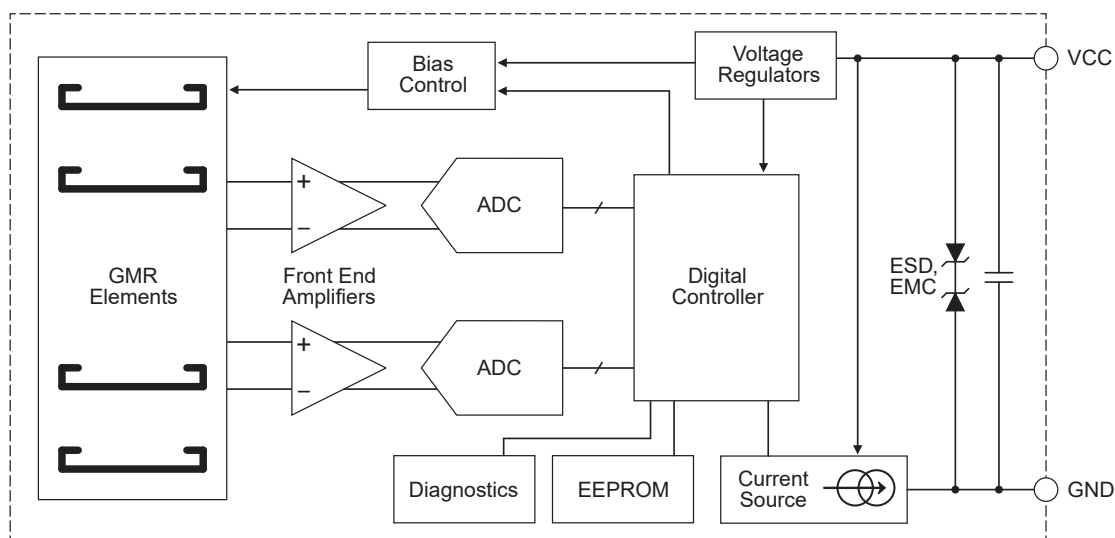 Bias
Control
Voltage
Regulators
VCC
+
−
ADC
GMR
Elements
Front End
Amplifiers
Digital
Controller
ESD,
EMC
+
−
ADC
Diagnostics
EEPROM
Current
Source
GND